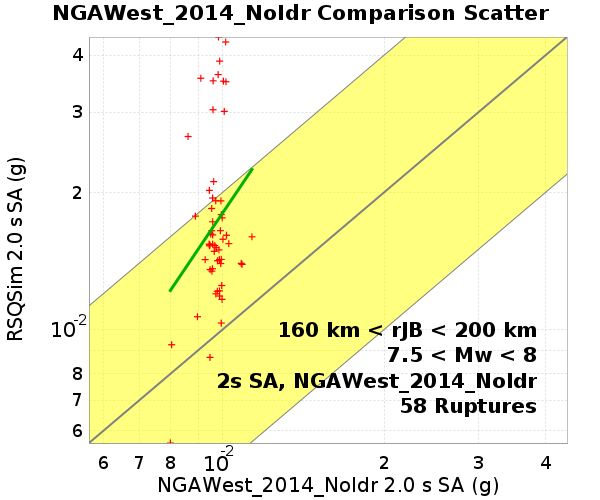 NGAWest_2014_NoIdr Comparison Scatter
RSQSim 2.0 s SA (g)
4
3
2
10-2
8
7
6
160 km < rJB < 200 km
7.5 < Mw < 8
2s SA, NGAWest_2014_NoIdr
58 Ruptures
6 7 8 10-2 2 3 4
NGAWest_2014_NoIdr 2.0 s SA (g)